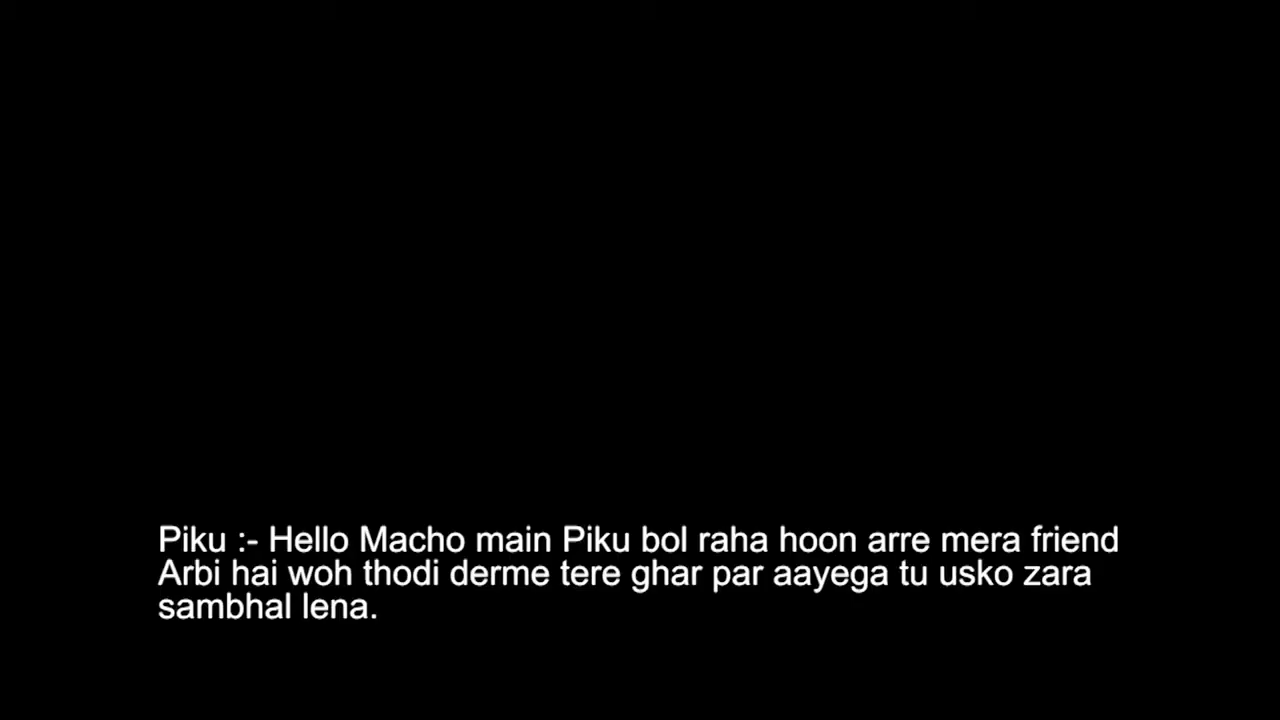 Piku :- Hello Macho main Piku bol raha hoon arre mera friend
Arbi hai woh thodi derme tere ghar par aayega tu usko zara
sambhal lena.